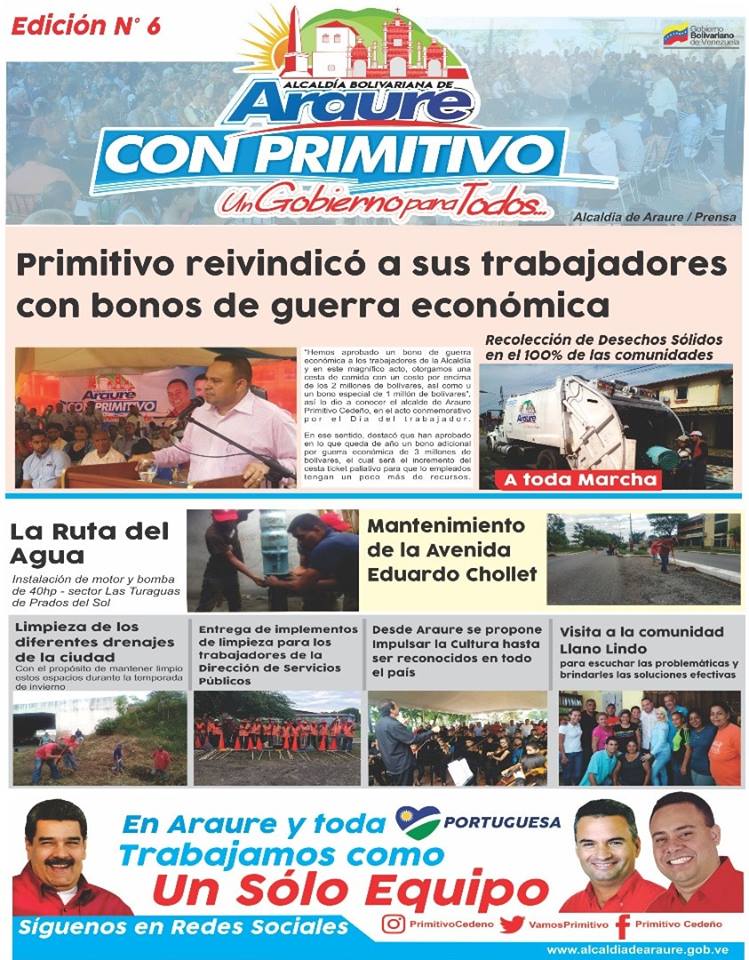 Edición N° 6
Gobierno
Bolivariano
de Venezuela
ALCALDÍA BOLIVARIANA DE
Araure
CON PRIMITIVO
Un Gobierno para Todos...
Alcaldia de Araure / Prensa
Primitivo reivindicó a sus trabajadores
con bonos de guerra económica
Araure
CON PRIMITIVO
"Hemos aprobado un bono de guerra
económica a los trabajadores de la Alcaldía
y en este magnífico acto, otorgamos una
cesta de comida con un costo por encima
de los 2 millones de bolívares, así como u
un bono especial de 1 millón de bolívares",
así lo dio a conocer el alcalde de Araure
Primitivo Cedeño, en el acto conmemorativo
por el Día del trabajador.
En ese sentido, destacó que han aprobado
en lo que queda de año un bono adicional
por guerra económica de 3 millones de
bolívares, el cual será el incremento del
cesta ticket paliativo para que lo empleados
tengan un poco más de recursos.
Recolección de Desechos Sólidos
en el 100% de las comunidades
Araure
A toda Marcha
La Ruta del
Agua
Instalación de motor y bomba
de 40hp - sector Las Turaguas
de Prados del Sol
Mantenimiento
de la Avenida
Eduardo Chollet
Limpieza de los
diferentes drenajes
de la ciudad
Con el propósito de mantener limpio
estos espacios durante la temporada
de invierno
Entrega de implementos
de limpieza para los
trabajadores de la
Dirección de Servicios
Públicos
Desde Araure se propone
Impulsar la Cultura hasta
ser reconocidos en todo
el país
Visita a la comunidad
Llano Lindo
para escuchar las problemáticas y
brindarles las soluciones efectivas
En Araure y toda PORTUGUESA
Trabajamos como
Un Sólo Equipo
Síguenos en Redes Sociales
PrimitivoCedeno
VamosPrimitivo
Primitivo Cedeño
www.alcaldiadearaure.gob.ve